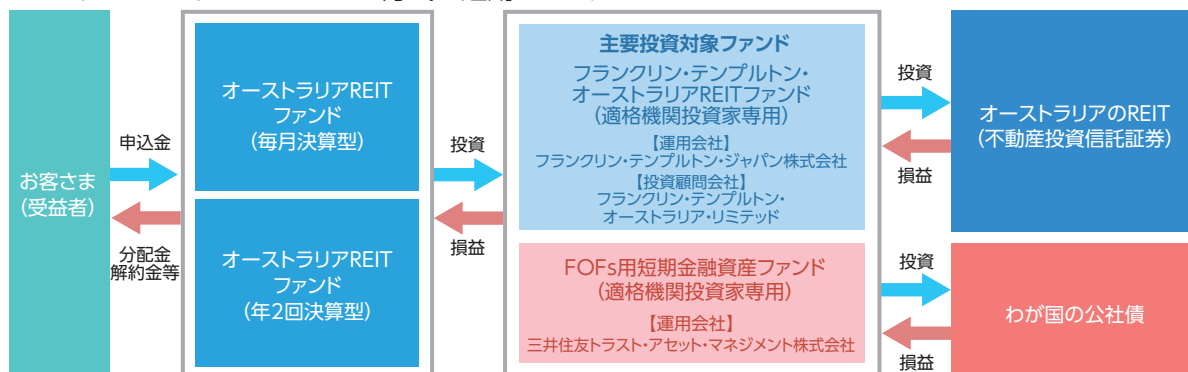 お客さま
(受益者)
申込金
分配金
解約金等
オーストラリアREIT
ファンド
(毎月決算型)
オーストラリアREIT
ファンド
(年2回決算型)
投資
損益
主要投資対象ファンド
フランクリン・テンプルトン・
オーストラリアREITファンド
(適格機関投資家専用)
【運用会社】
フランクリン・テンプルトン・ジャパン株式会社
【投資顧問会社】
フランクリン・テンプルトン・
オーストラリア・リミテッド
FOFs用短期金融資産ファンド
(適格機関投資家専用)
【運用会社】
三井住友トラスト・アセット・マネジメント株式会社
投資
損益
オーストラリアのREIT
(不動産投資信託証券)
投資
損益
わが国の公社債